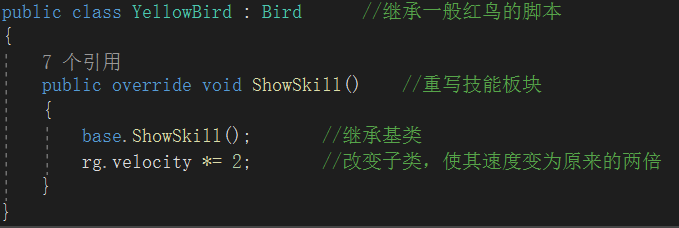 public class YellowBird : Bird      //继承一般红鸟的脚本
{
    7 个引用
    public override void ShowSkill()    //重写技能板块
    {
        base.ShowSkill();       //继承基类
        rg.velocity *= 2;       //改变子类，使其速度变为原来的两倍
    }
}